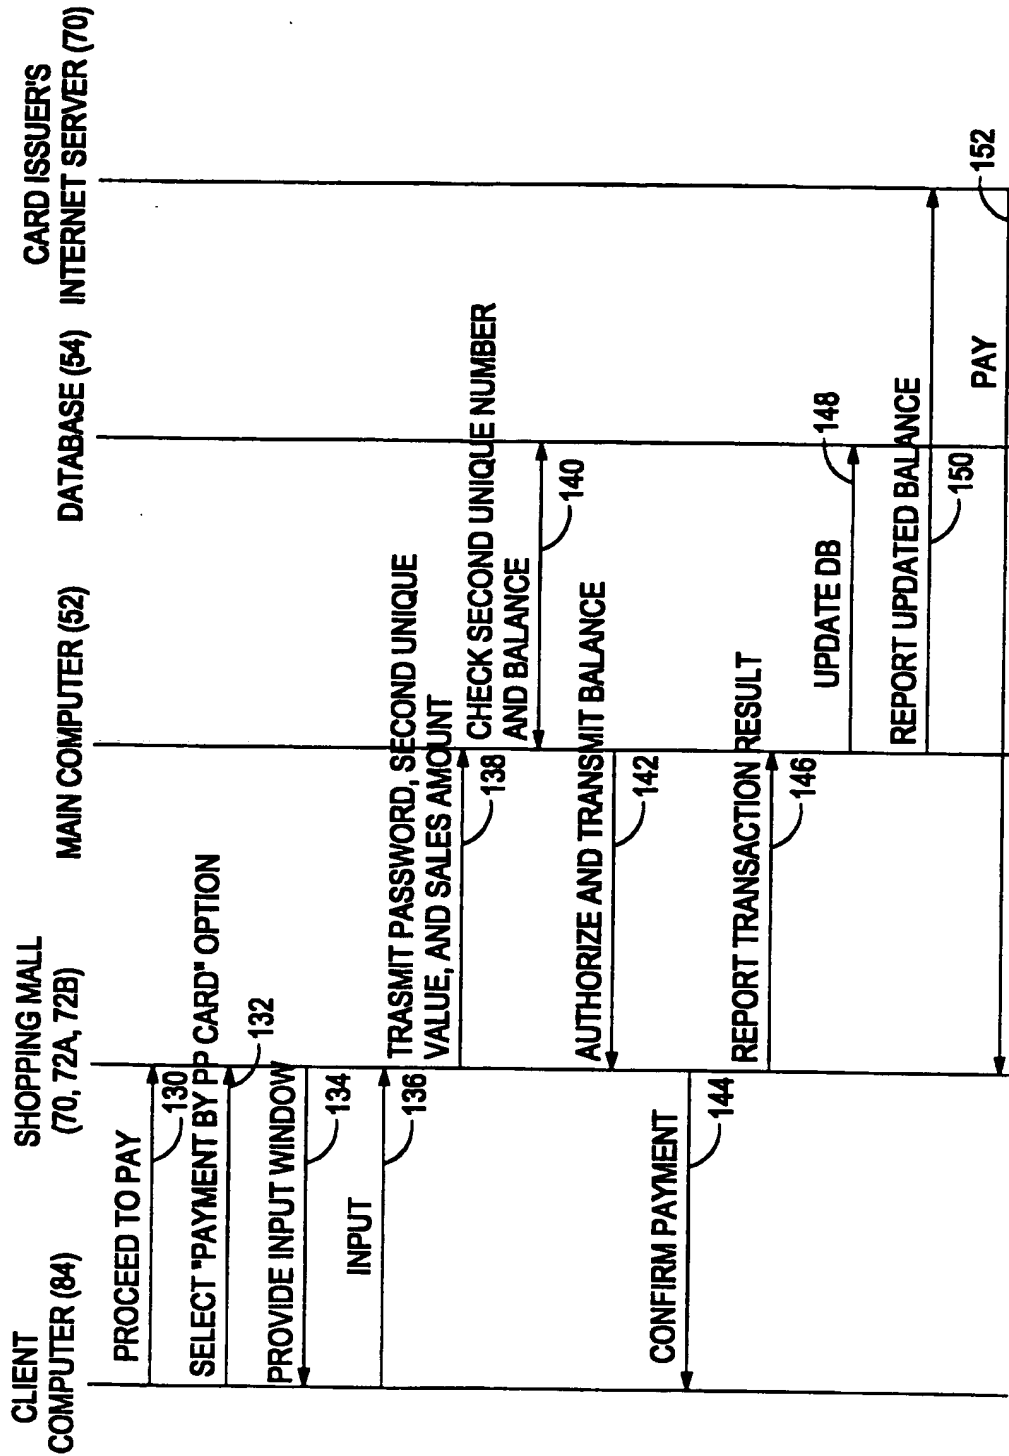 CLIENT
COMPUTER (84)
SHOPPING MALL
(70, 72A, 72B)
MAIN COMPUTER (52)
DATABASE (54)
CARD ISSUER'S
INTERNET SERVER (70)
PROCEED TO PAY
130
SELECT "PAYMENT BY PP CARD" OPTION
132
PROVIDE INPUT WINDOW
134
INPUT
136
TRASMIT PASSWORD, SECOND UNIQUE
VALUE, AND SALES AMOUNT
138
CHECK SECOND UNIQUE NUMBER
AND BALANCE
140
AUTHORIZE AND TRANSMIT BALANCE
142
CONFIRM PAYMENT
144
REPORT TRANSACTION RESULT
146
UPDATE DB
148
REPORT UPDATED BALANCE
150
PAY
152